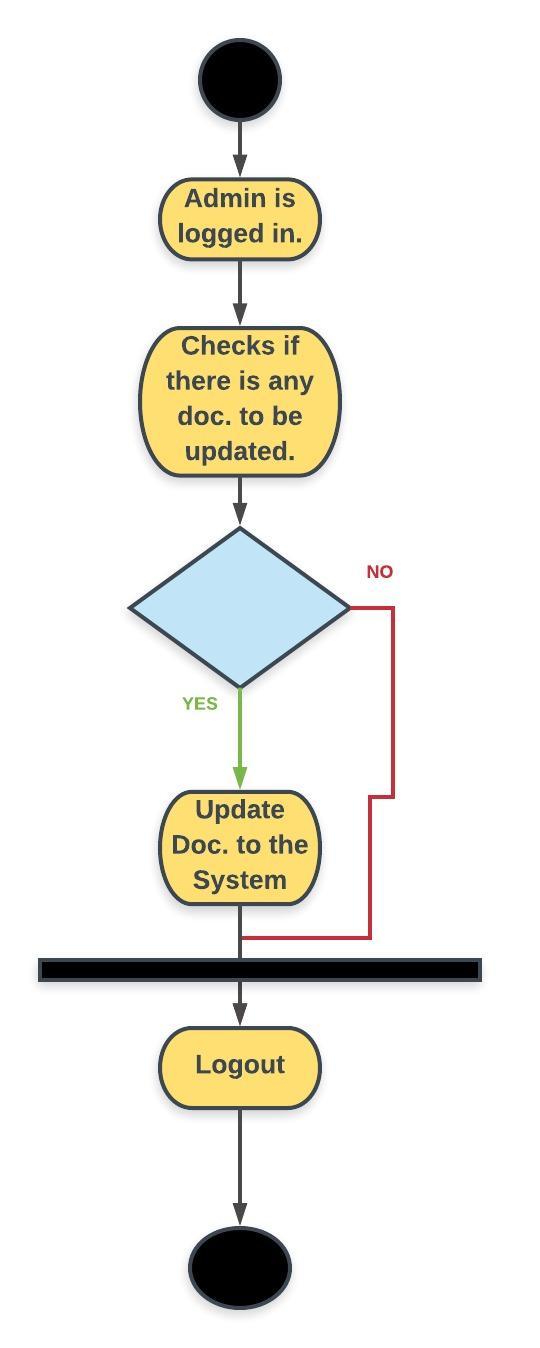 Admin is
logged in.
Checks if
there is any
doc. to be
updated.
NO
YES
Update
Doc. to the
System
Logout